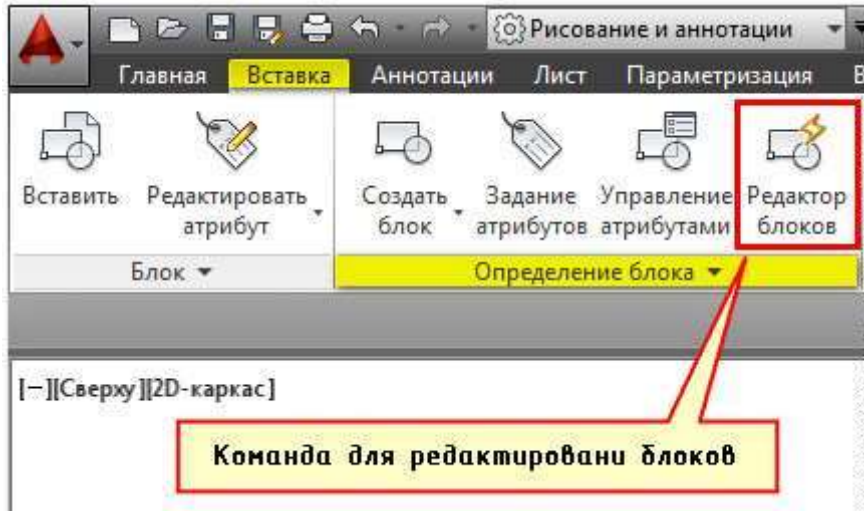 Рисование и аннотации
Главная Вставка Аннотации Лист Параметризация В
Вставить Редактировать атрибут Создать блок Задание атрибутов Управление атрибутами Редактор блоков
Блок Определение блока
[−][Сверху][2D-каркас]
Команда для редактировани блоков